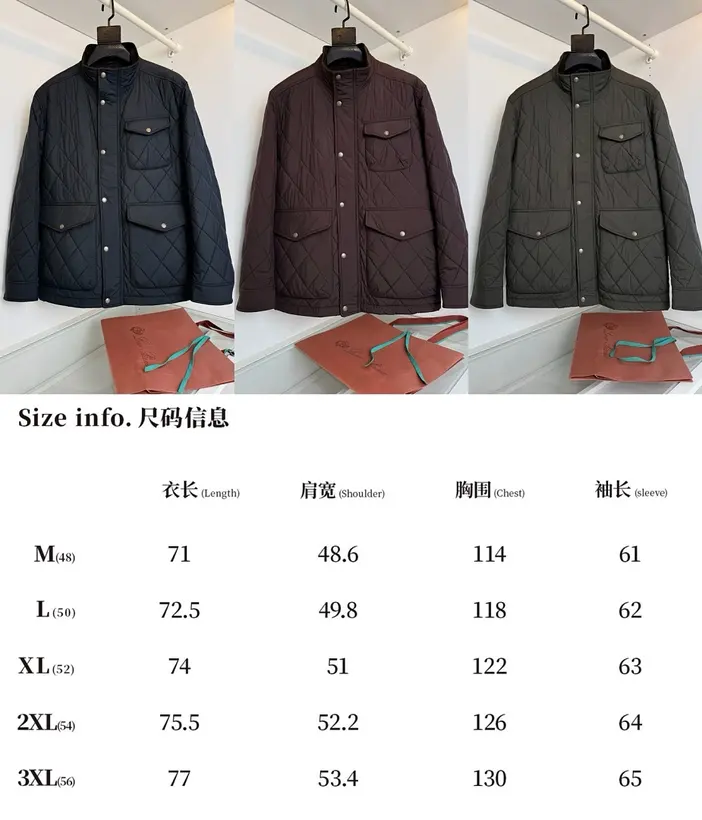 Size info. 尺码信息
衣长 (Length) 肩宽 (Shoulder) 胸围 (Chest) 袖长 (sleeve)
M(48) 71 48.6 114 61
L(50) 72.5 49.8 118 62
XL(52) 74 51 122 63
2XL(54) 75.5 52.2 126 64
3XL(56) 77 53.4 130 65